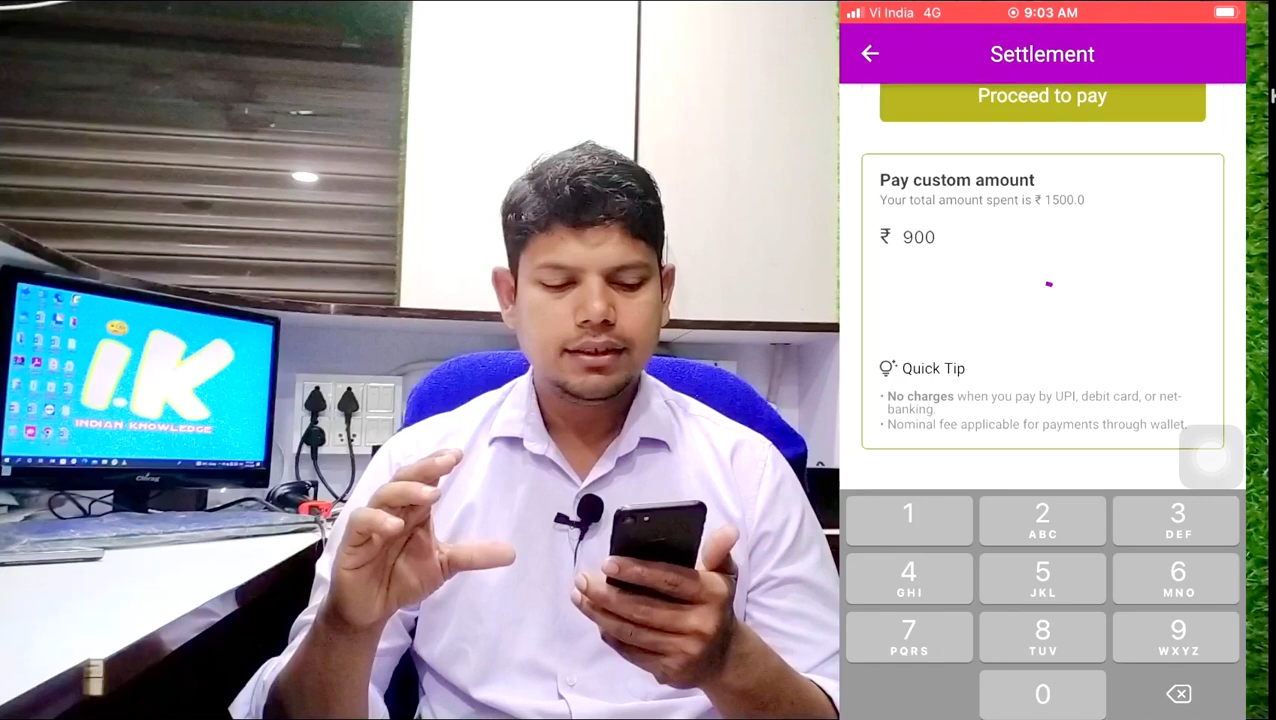 i.K
INDIAN KNOWLEDGE
Vi India 4G
9:03 AM
Settlement
Proceed to pay
Pay custom amount
Your total amount spent is ₹ 1500.0
₹ 900
Quick Tip
• No charges when you pay by UPI, debit card, or net-
banking.
• Nominal fee applicable for payments through wallet.
1
2
ABC
3
DEF
4
GHI
5
JKL
6
MNO
7
PQRS
8
TUV
9
WXYZ
0